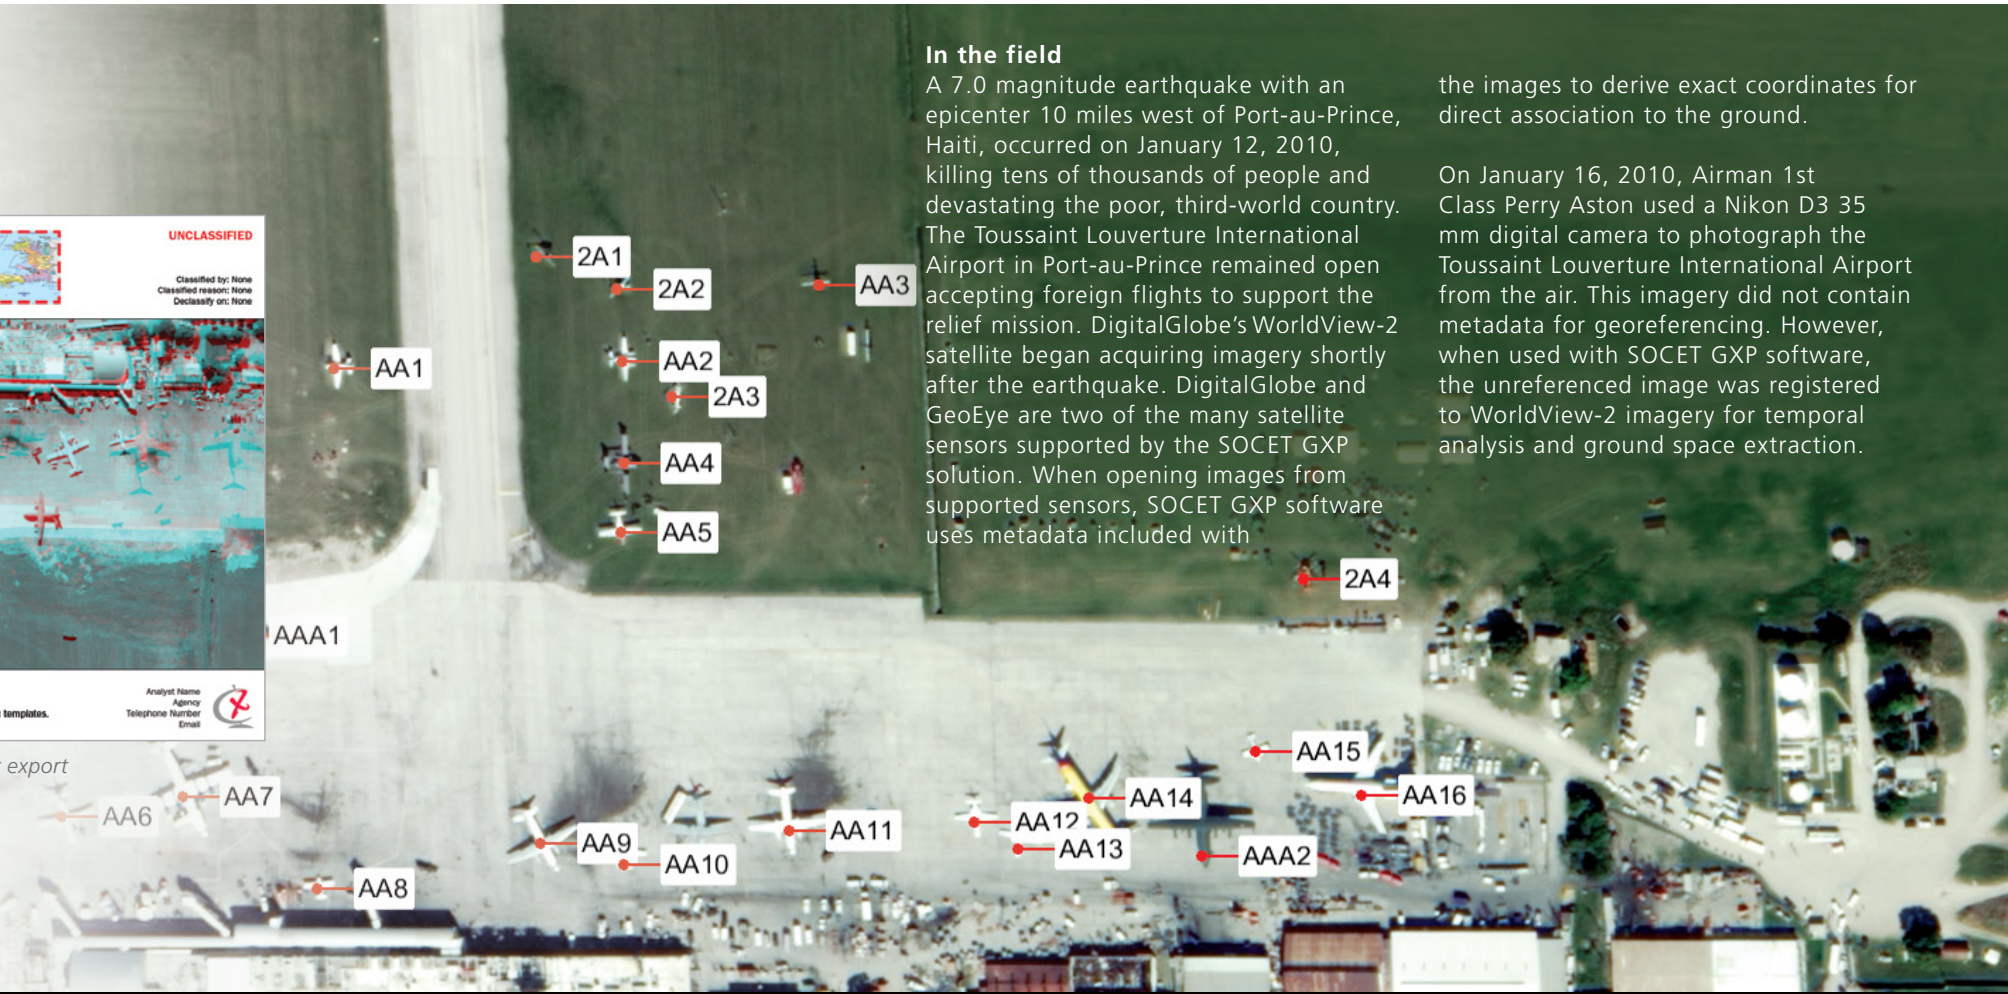 In the field
A 7.0 magnitude earthquake with an
epicenter 10 miles west of Port-au-Prince,
Haiti, occurred on January 12, 2010,
killing tens of thousands of people and
devastating the poor, third-world country.
The Toussaint Louverture International
Airport in Port-au-Prince remained open
accepting foreign flights to support the
relief mission. DigitalGlobe's WorldView-2
satellite began acquiring imagery shortly
after the earthquake. DigitalGlobe and
GeoEye are two of the many satellite
sensors supported by the SOCET GXP
solution. When opening images from
supported sensors, SOCET GXP software
uses metadata included with
the images to derive exact coordinates for
direct association to the ground.
On January 16, 2010, Airman 1st
Class Perry Aston used a Nikon D3 35
mm digital camera to photograph the
Toussaint Louverture International Airport
from the air. This imagery did not contain
metadata for georeferencing. However,
when used with SOCET GXP software,
the unreferenced image was registered
to WorldView-2 imagery for temporal
analysis and ground space extraction.
UNCLASSIFIED
Classified by: None
Classified reason: None
Declassify on: None
templates.
Analyst Name
Agency
Telephone Number
Email
export
2A1
2A2
AA3
AA1
AA2
2A3
AA4
AA5
2A4
AAA1
AA15
AA7
AA14
AA16
AA6
AA12
AA11
AA9
AA13
AAA2
AA10
AA8